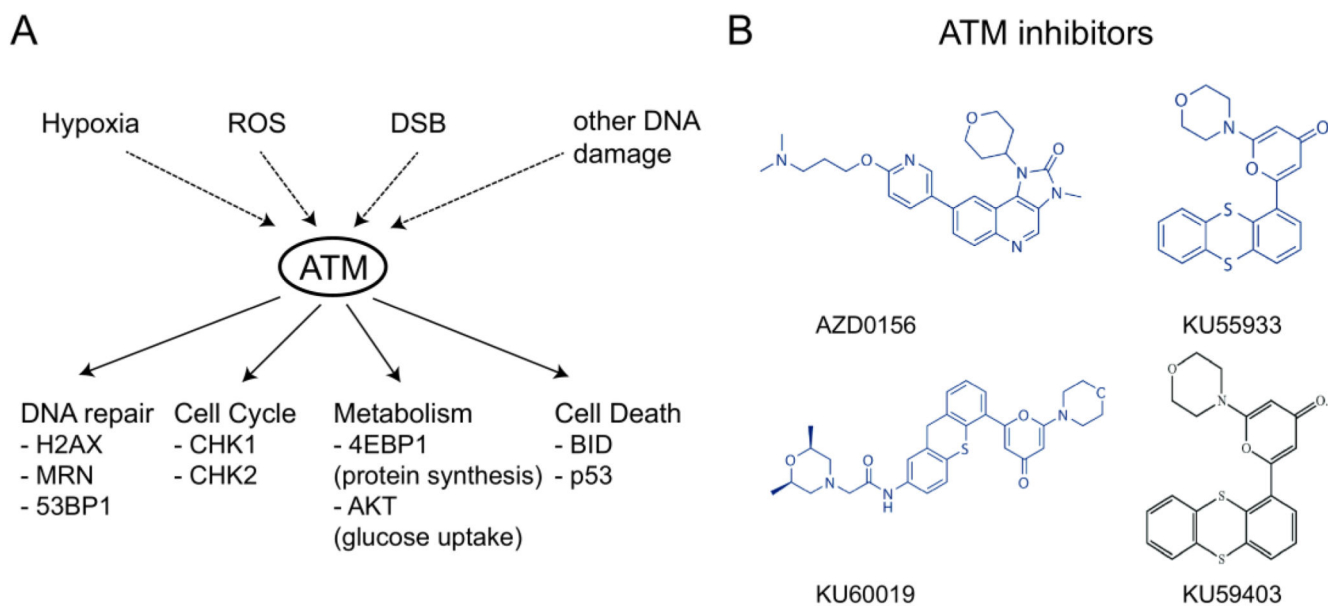 A
Hypoxia
ROS
DSB
other DNA
damage
ATM
DNA repair
- H2AX
- MRN
- 53BP1
Cell Cycle
- CHK1
- CHK2
Metabolism
- 4EBP1
(protein synthesis)
- AKT
(glucose uptake)
Cell Death
- BID
- p53
B
ATM inhibitors
N
O
N
O
N
O
N
N
AZD0156
O
N
O
O
S
S
KU55933
O
N
O
N
H
S
O
O
N
C
KU60019
O
N
O.
O
S
S
KU59403